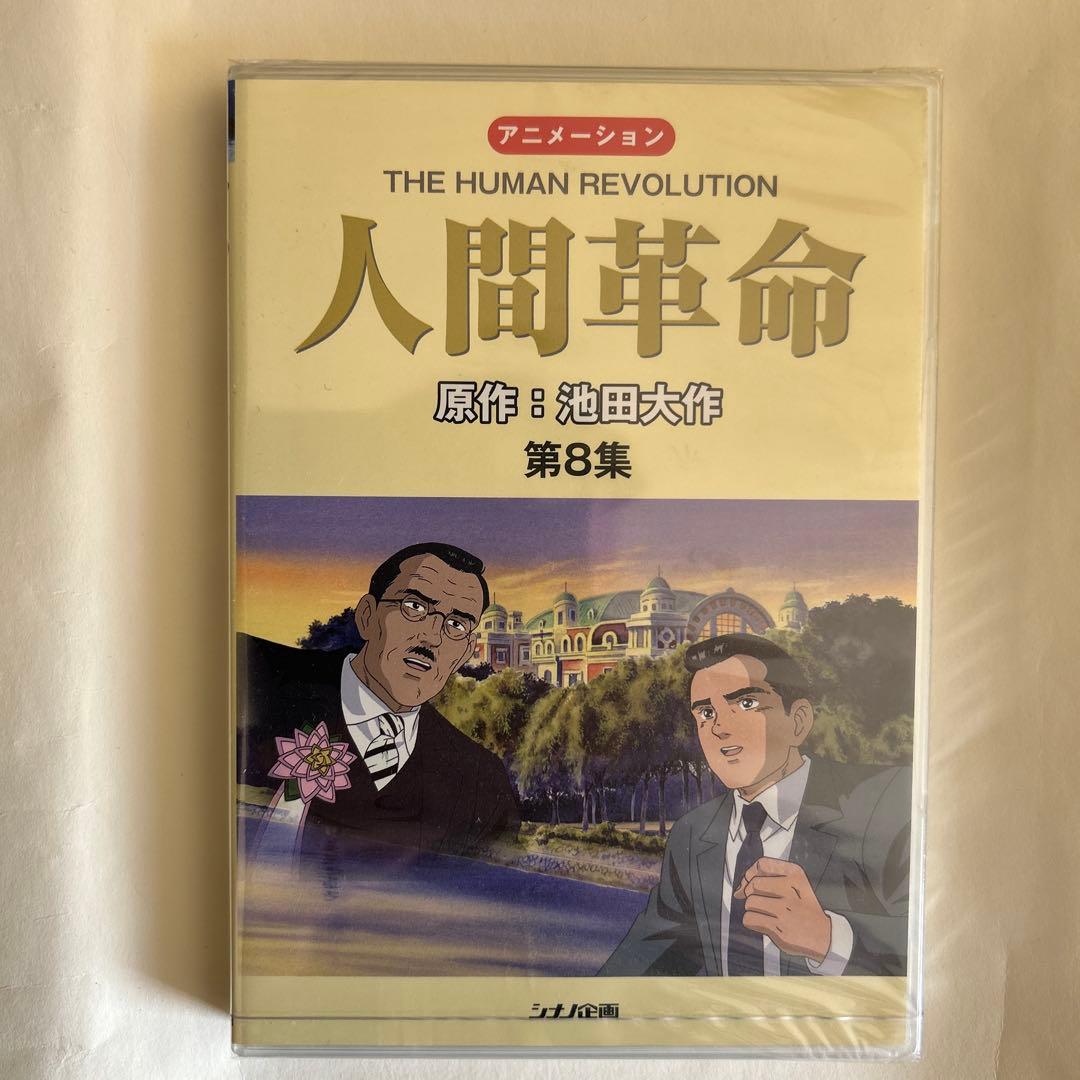 アニメーション
THE HUMAN REVOLUTION
人間革命
原作：池田大作
第8集
シナノ企画